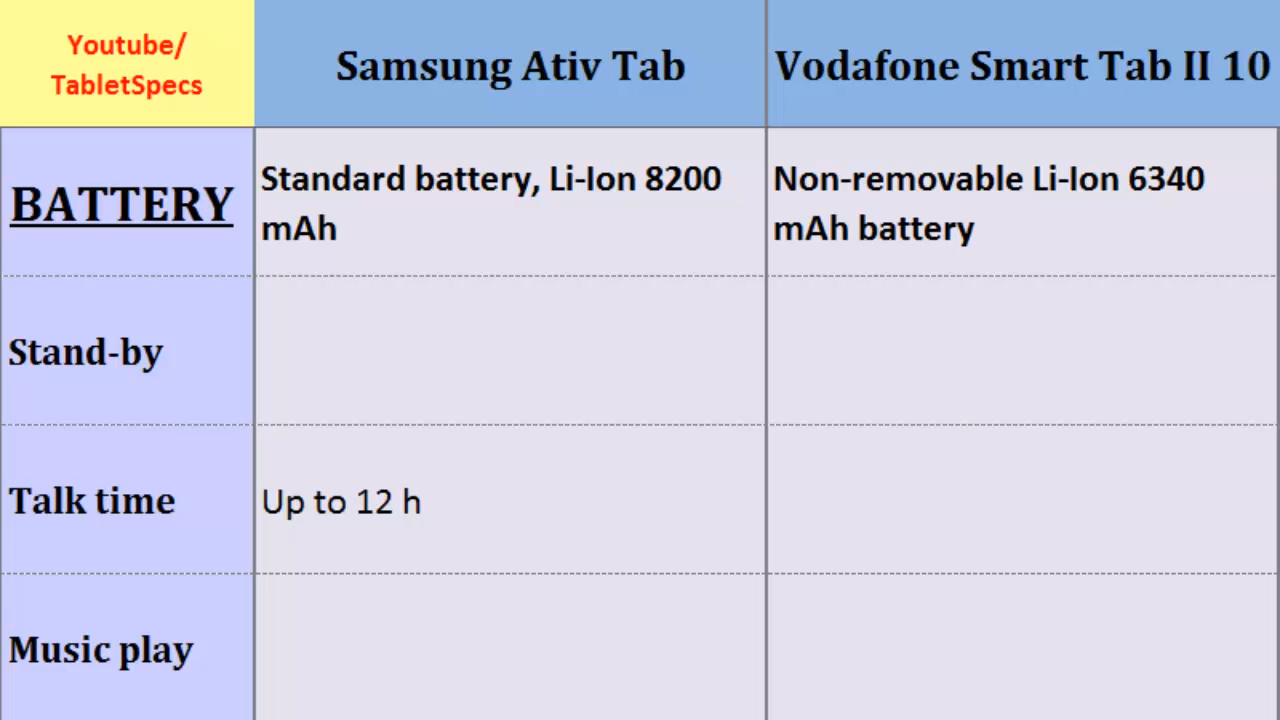 Youtube/
TabletSpecs
Samsung Ativ Tab
Vodafone Smart Tab II 10
BATTERY
Standard battery, Li-Ion 8200
mAh
Non-removable Li-Ion 6340
mAh battery
Stand-by
Talk time
Up to 12 h
Music play